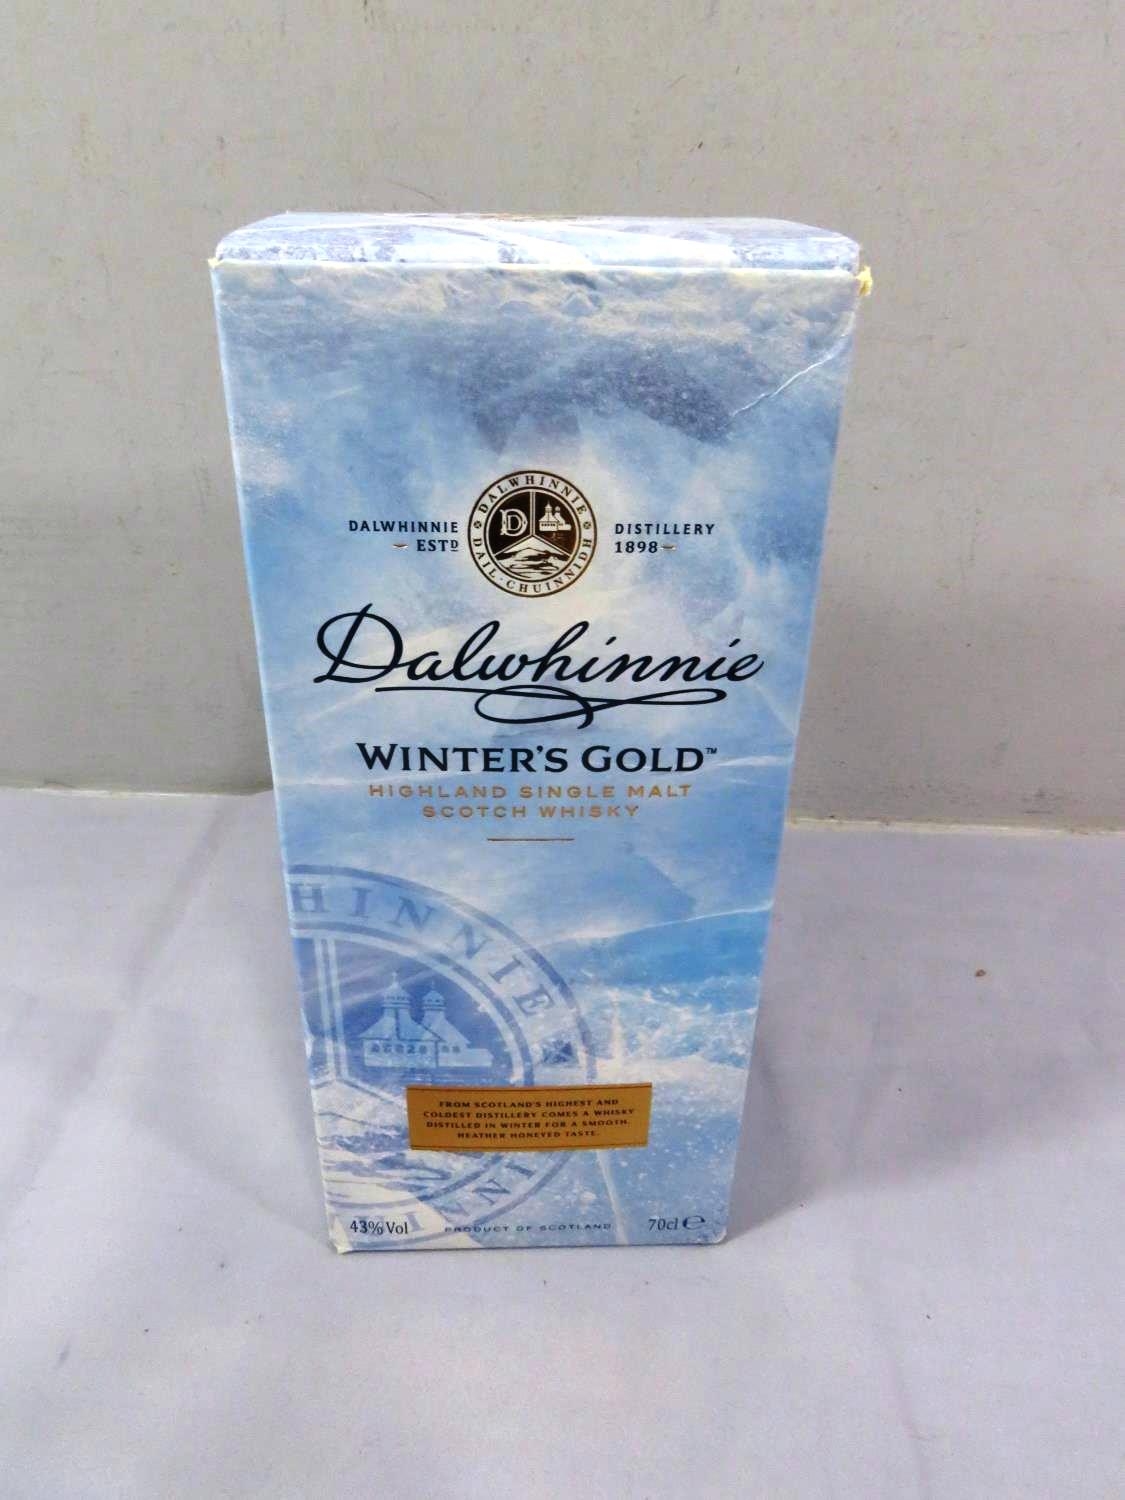 DALWHINNIE
ESTD
DALWHINNIE
D
DAIL·CHUINNIDH
DISTILLERY
1898
Dalwhinnie
WINTER'S GOLD™
HIGHLAND SINGLE MALT
SCOTCH WHISKY
HINNIE
FROM SCOTLAND'S HIGHEST AND
COLDEST DISTILLERY COMES A WHISKY
DISTILLED IN WINTER FOR A SMOOTH,
HEATHER HONEYED TASTE.
43% Vol
PRODUCT OF SCOTLAND
70cl ℮